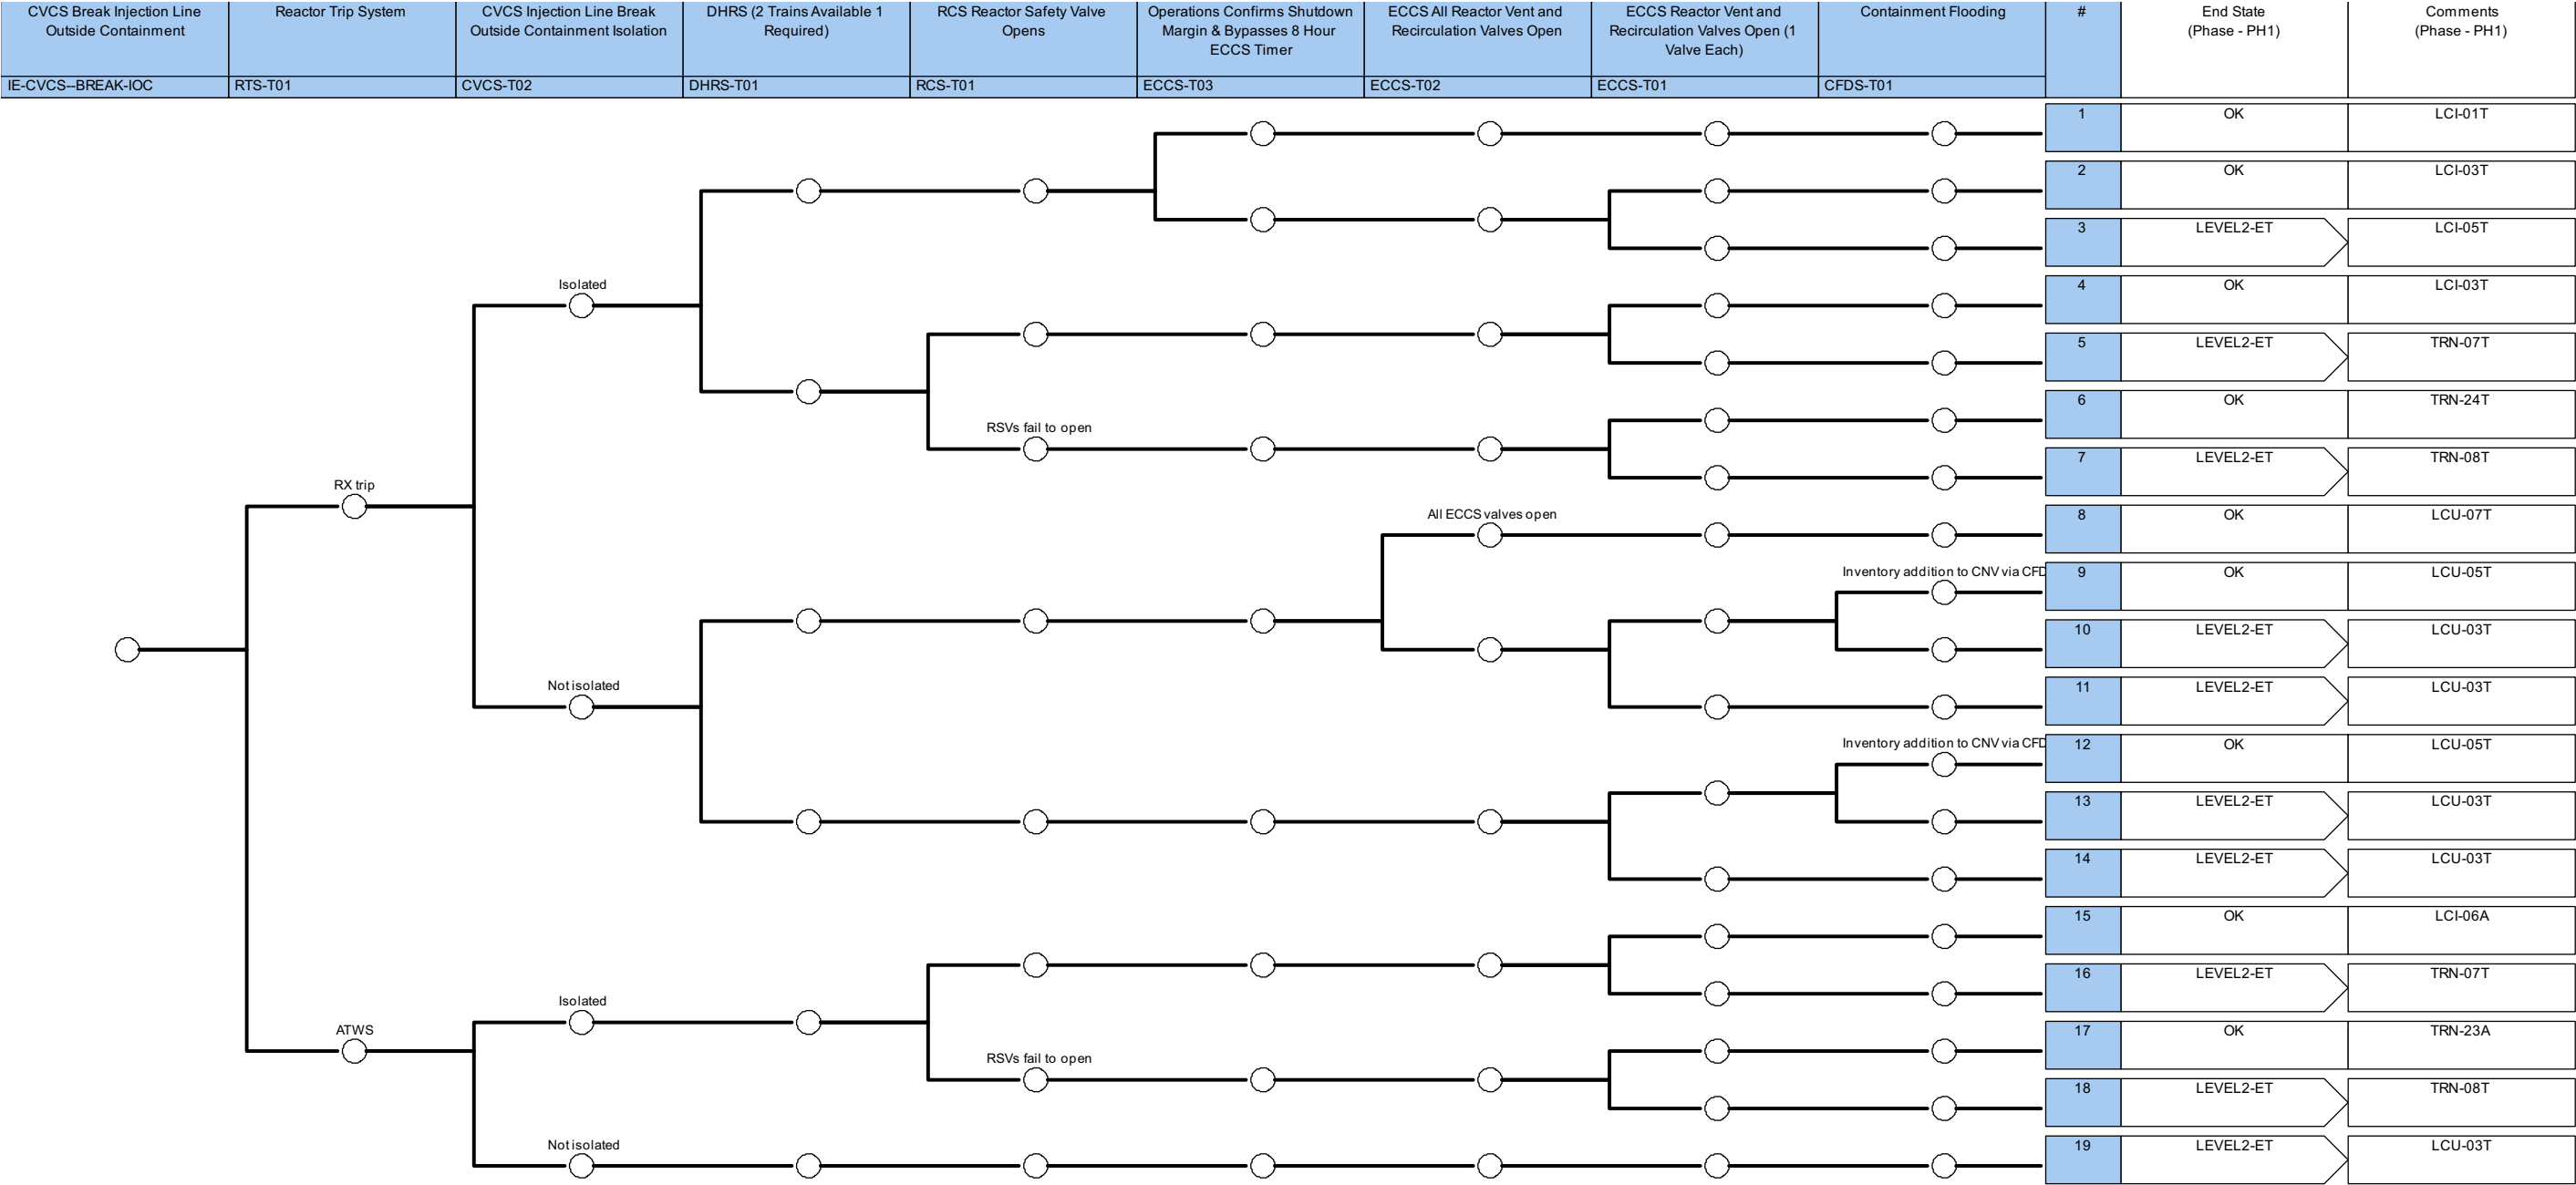 CVCS Break Injection Line
Outside Containment
Reactor Trip System
CVCS Injection Line Break
Outside Containment Isolation
DHRS (2 Trains Available 1
Required)
RCS Reactor Safety Valve
Opens
Operations Confirms Shutdown
Margin & Bypasses 8 Hour
ECCS Timer
ECCS All Reactor Vent and
Recirculation Valves Open
ECCS Reactor Vent and
Recirculation Valves Open (1
Valve Each)
Containment Flooding
#
End State
(Phase - PH1)
Comments
(Phase - PH1)
IE-CVCS--BREAK-IOC
RTS-T01
CVCS-T02
DHRS-T01
RCS-T01
ECCS-T03
ECCS-T02
ECCS-T01
CFDS-T01
1 OK LCI-01T
2 OK LCI-03T
3 LEVEL2-ET LCI-05T
Isolated
4 OK LCI-03T
5 LEVEL2-ET TRN-07T
6 OK TRN-24T
RSVs fail to open
7 LEVEL2-ET TRN-08T
RX trip
All ECCS valves open
8 OK LCU-07T
Inventory addition to CNV via CFD
9 OK LCU-05T
10 LEVEL2-ET LCU-03T
Not isolated
11 LEVEL2-ET LCU-03T
Inventory addition to CNV via CFD
12 OK LCU-05T
13 LEVEL2-ET LCU-03T
14 LEVEL2-ET LCU-03T
15 OK LCI-06A
16 LEVEL2-ET TRN-07T
Isolated
ATWS
17 OK TRN-23A
RSVs fail to open
18 LEVEL2-ET TRN-08T
Not isolated
19 LEVEL2-ET LCU-03T